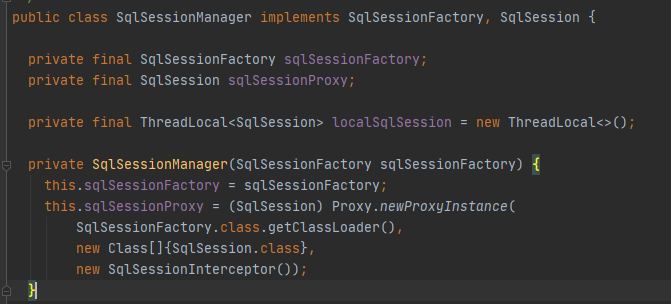 public class SqlSessionManager implements SqlSessionFactory, SqlSession {
private final SqlSessionFactory sqlSessionFactory;
private final SqlSession sqlSessionProxy;
private final ThreadLocal<SqlSession> localSqlSession = new ThreadLocal<>();
private SqlSessionManager(SqlSessionFactory sqlSessionFactory) {
this.sqlSessionFactory = sqlSessionFactory;
this.sqlSessionProxy = (SqlSession) Proxy.newProxyInstance(
SqlSessionFactory.class.getClassLoader(),
new Class[]{SqlSession.class},
new SqlSessionInterceptor());
}